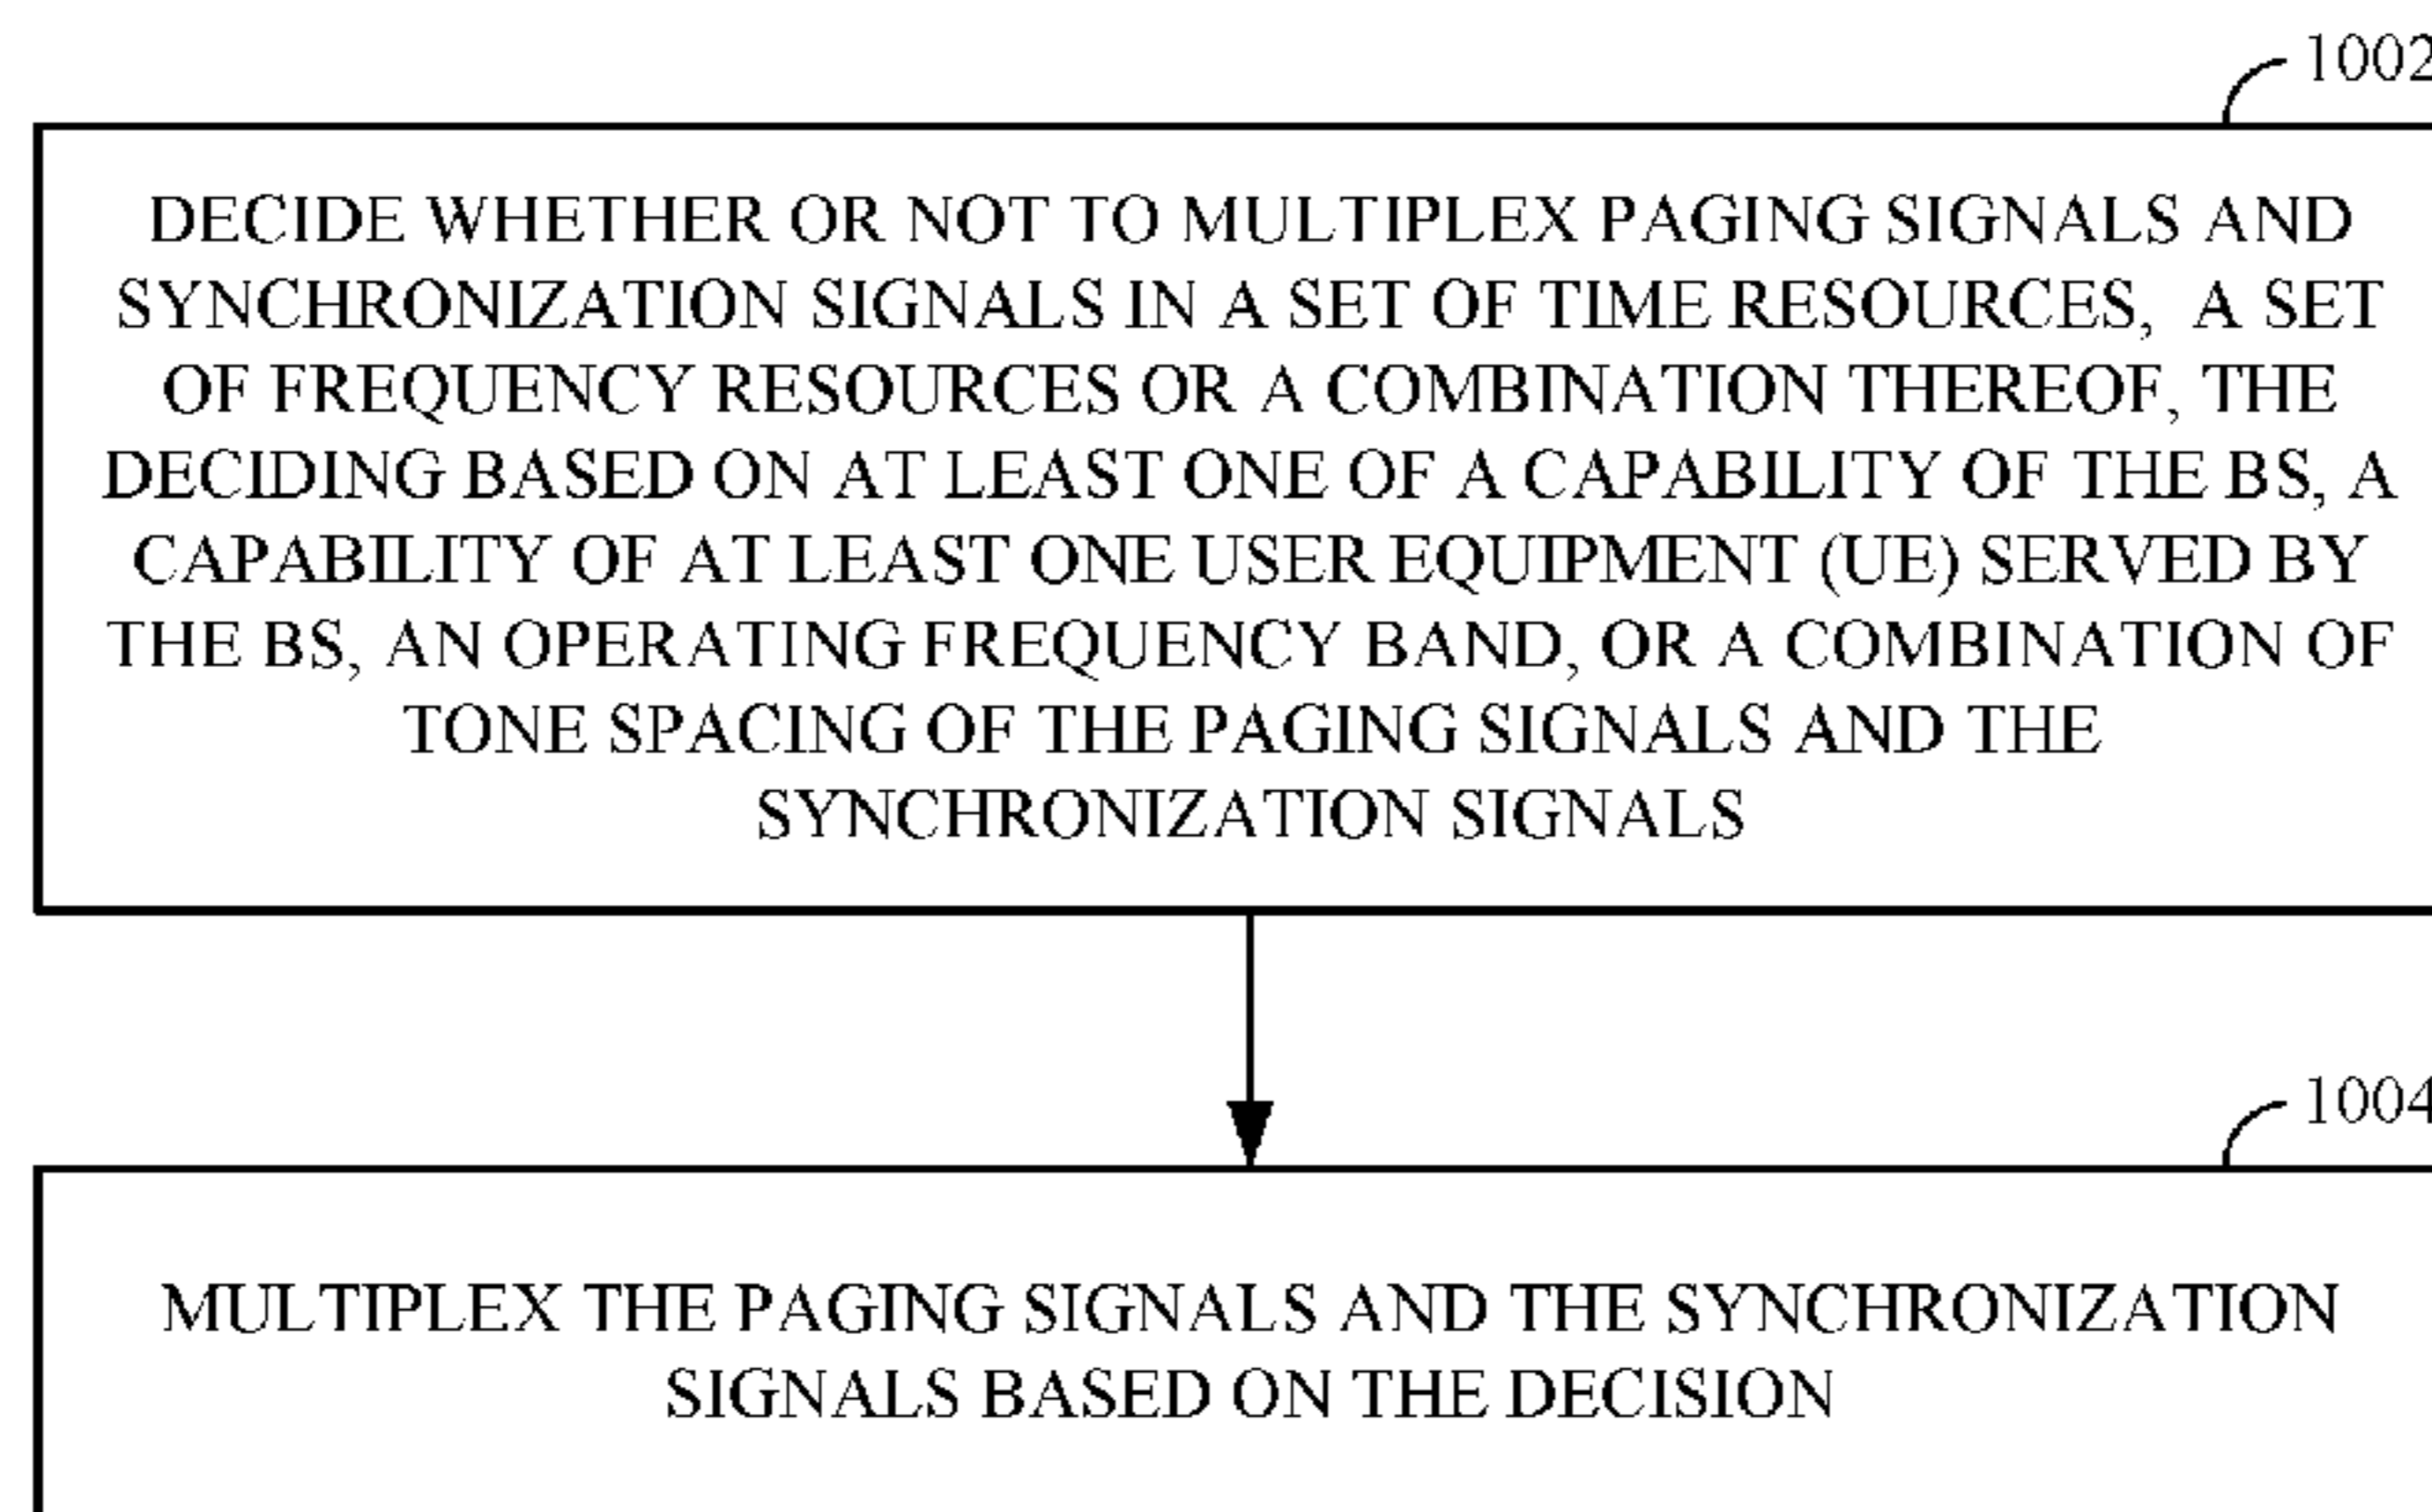 1002
DECIDE WHETHER OR NOT TO MULTIPLEX PAGING SIGNALS AND
SYNCHRONIZATION SIGNALS IN A SET OF TIME RESOURCES, A SET
OF FREQUENCY RESOURCES OR A COMBINATION THEREOF, THE
DECIDING BASED ON AT LEAST ONE OF A CAPABILITY OF THE BS, A
CAPABILITY OF AT LEAST ONE USER EQUIPMENT (UE) SERVED BY
THE BS, AN OPERATING FREQUENCY BAND, OR A COMBINATION OF
TONE SPACING OF THE PAGING SIGNALS AND THE
SYNCHRONIZATION SIGNALS
1004
MULTIPLEX THE PAGING SIGNALS AND THE SYNCHRONIZATION
SIGNALS BASED ON THE DECISION